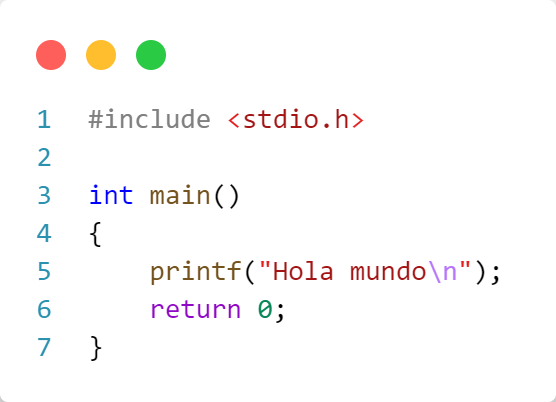 1 #include <stdio.h>
2
3 int main()
4 {
5     printf("Hola mundo\n");
6     return 0;
7 }